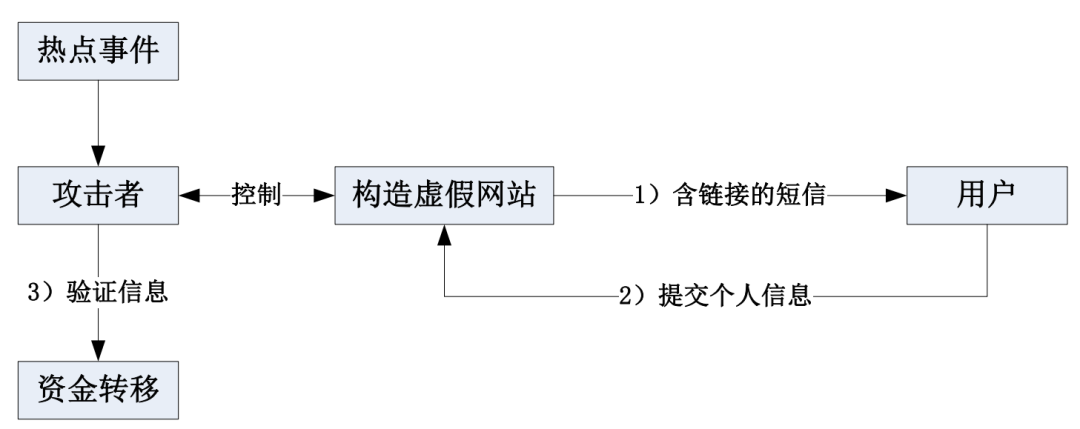 热点事件
攻击者
控制
构造虚假网站
1）含链接的短信
用户
3）验证信息
2）提交个人信息
资金转移